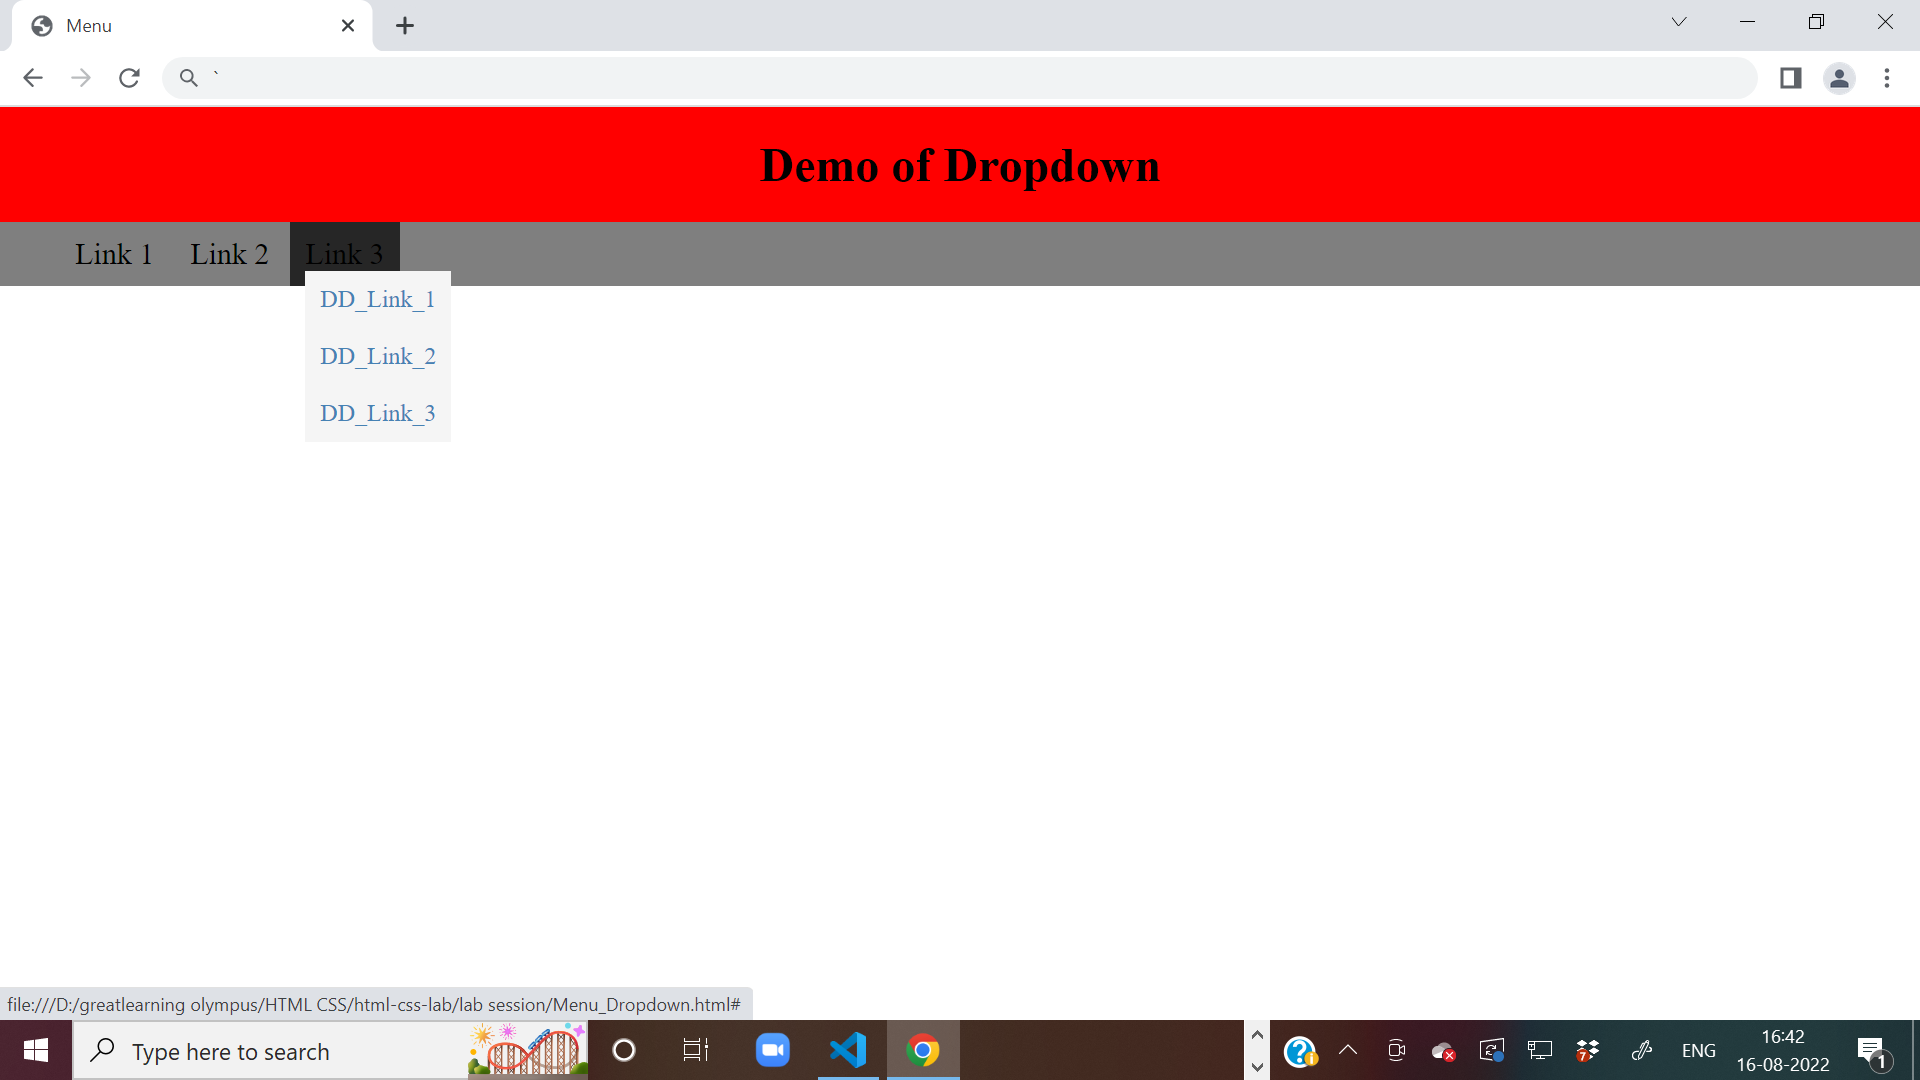 Menu
`
Demo of Dropdown
Link 1 Link 2 Link 3
DD_Link_1
DD_Link_2
DD_Link_3
file:///D:/greatlearning olympus/HTML CSS/html-css-lab/lab session/Menu_Dropdown.html#
Type here to search
7
ENG
16:42
16-08-2022
1